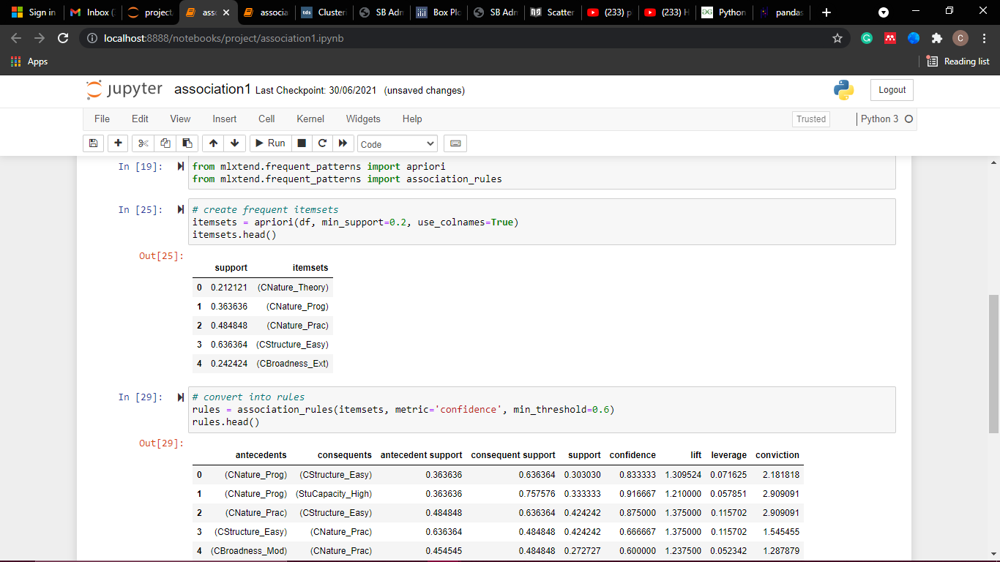 Sign in Inbox ( project ass associa Cluster SB Adn Box Plo SB Adn Scatter (233) p (233) H Python pandas
localhost:8888/notebooks/project/association1.ipynb C
Apps Reading list
jupyter association1 Last Checkpoint: 30/06/2021 (unsaved changes) Logout
File Edit View Insert Cell Kernel Widgets Help Trusted Python 3
Run Code
In [19]: from mlxtend.frequent_patterns import apriori
from mlxtend.frequent_patterns import association_rules
In [25]: # create frequent itemsets
itemsets = apriori(df, min_support=0.2, use_colnames=True)
itemsets.head()
Out[25]:
support itemsets
0 0.212121 (CNature_Theory)
1 0.363636 (CNature_Prog)
2 0.484848 (CNature_Prac)
3 0.636364 (CStructure_Easy)
4 0.242424 (CBroadness_Ext)
In [29]: # convert into rules
rules = association_rules(itemsets, metric='confidence', min_threshold=0.6)
rules.head()
Out[29]:
antecedents consequents antecedent support consequent support support confidence lift leverage conviction
0 (CNature_Prog) (CStructure_Easy) 0.363636 0.636364 0.303030 0.833333 1.309524 0.071625 2.181818
1 (CNature_Prog) (StuCapacity_High) 0.363636 0.757576 0.333333 0.916667 1.210000 0.057851 2.909091
2 (CNature_Prac) (CStructure_Easy) 0.484848 0.636364 0.424242 0.875000 1.375000 0.115702 2.909091
3 (CStructure_Easy) (CNature_Prac) 0.636364 0.484848 0.424242 0.666667 1.375000 0.115702 1.545455
4 (CBroadness_Mod) (CNature_Prac) 0.454545 0.484848 0.272727 0.600000 1.237500 0.052342 1.287879